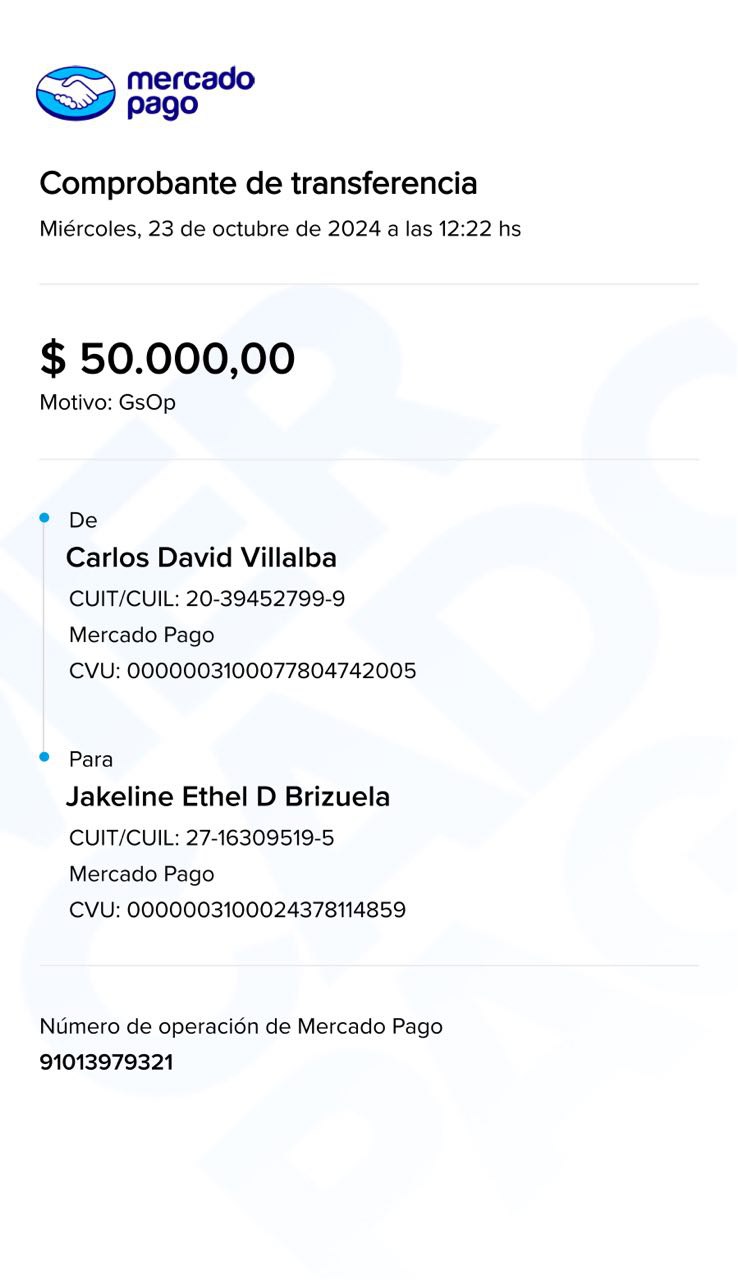 mercado
pago
Comprobante de transferencia
Miércoles, 23 de octubre de 2024 a las 12:22 hs
$ 50.000,00
Motivo: GsOp
De
Carlos David Villalba
CUIT/CUIL: 20-39452799-9
Mercado Pago
CVU: 0000003100077804742005
Para
Jakeline Ethel D Brizuela
CUIT/CUIL: 27-16309519-5
Mercado Pago
CVU: 0000003100024378114859
Número de operación de Mercado Pago
91013979321